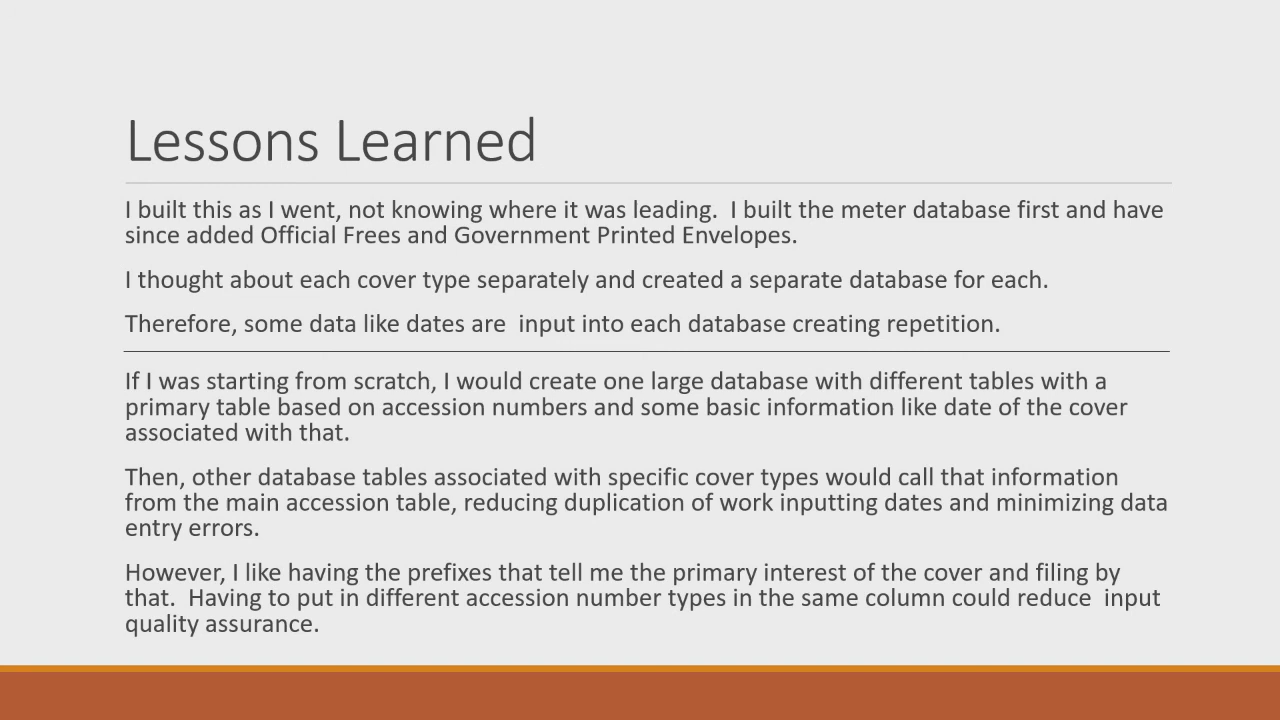 Lessons Learned
I built this as I went, not knowing where it was leading.  I built the meter database first and have
since added Official Frees and Government Printed Envelopes.
I thought about each cover type separately and created a separate database for each.
Therefore, some data like dates are  input into each database creating repetition.
If I was starting from scratch, I would create one large database with different tables with a
primary table based on accession numbers and some basic information like date of the cover
associated with that.
Then, other database tables associated with specific cover types would call that information
from the main accession table, reducing duplication of work inputting dates and minimizing data
entry errors.
However, I like having the prefixes that tell me the primary interest of the cover and filing by
that.  Having to put in different accession number types in the same column could reduce  input
quality assurance.